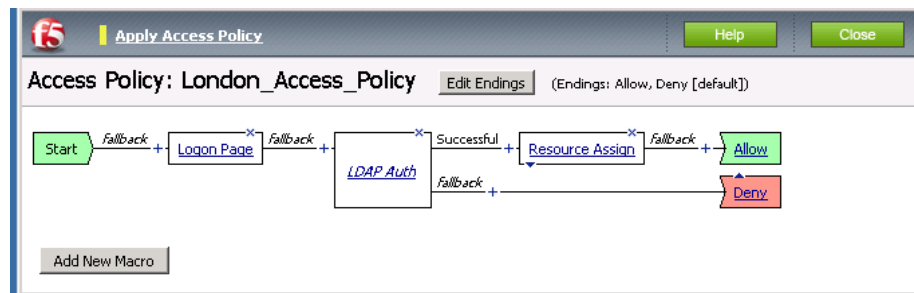 f5 Apply Access Policy Help Close
Access Policy: London_Access_Policy Edit Endings (Endings: Allow, Deny [default])
Start Fallback + Logon Page x Fallback + LDAP Auth x Successful + Resource Assign x Fallback + Allow
Fallback + Deny
Add New Macro